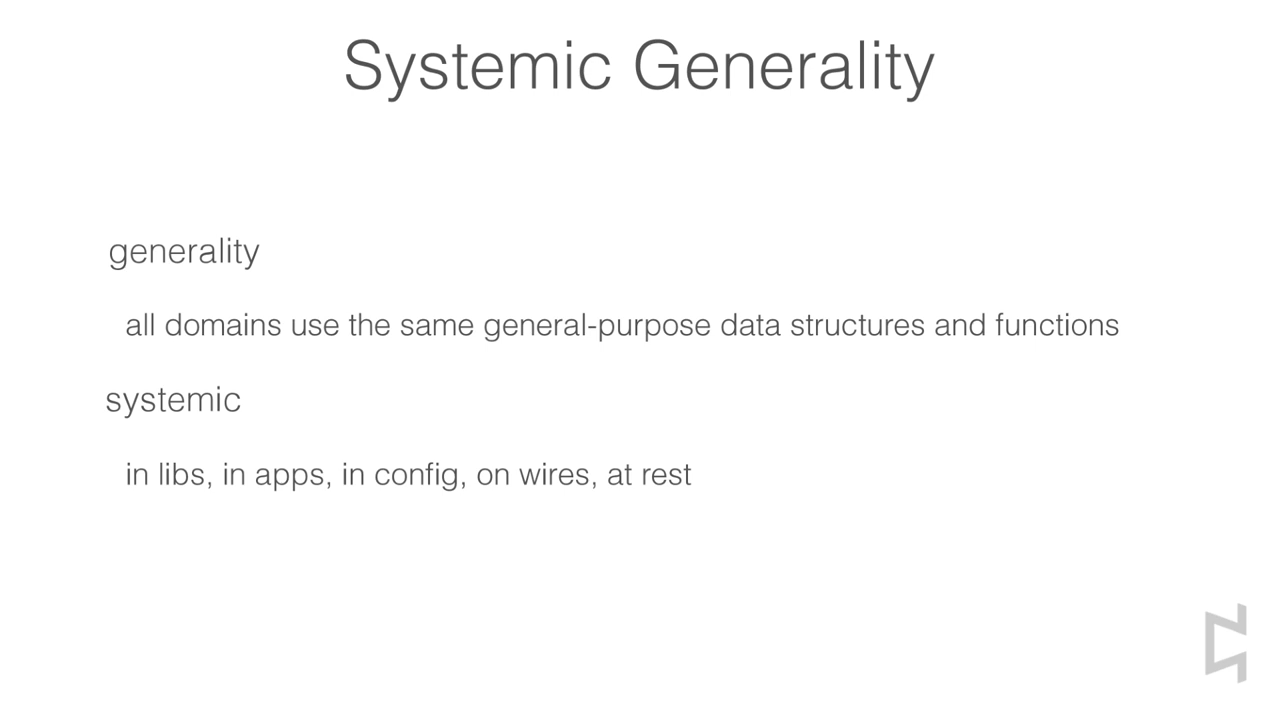 Systemic Generality
generality
all domains use the same general-purpose data structures and functions
systemic
in libs, in apps, in config, on wires, at rest